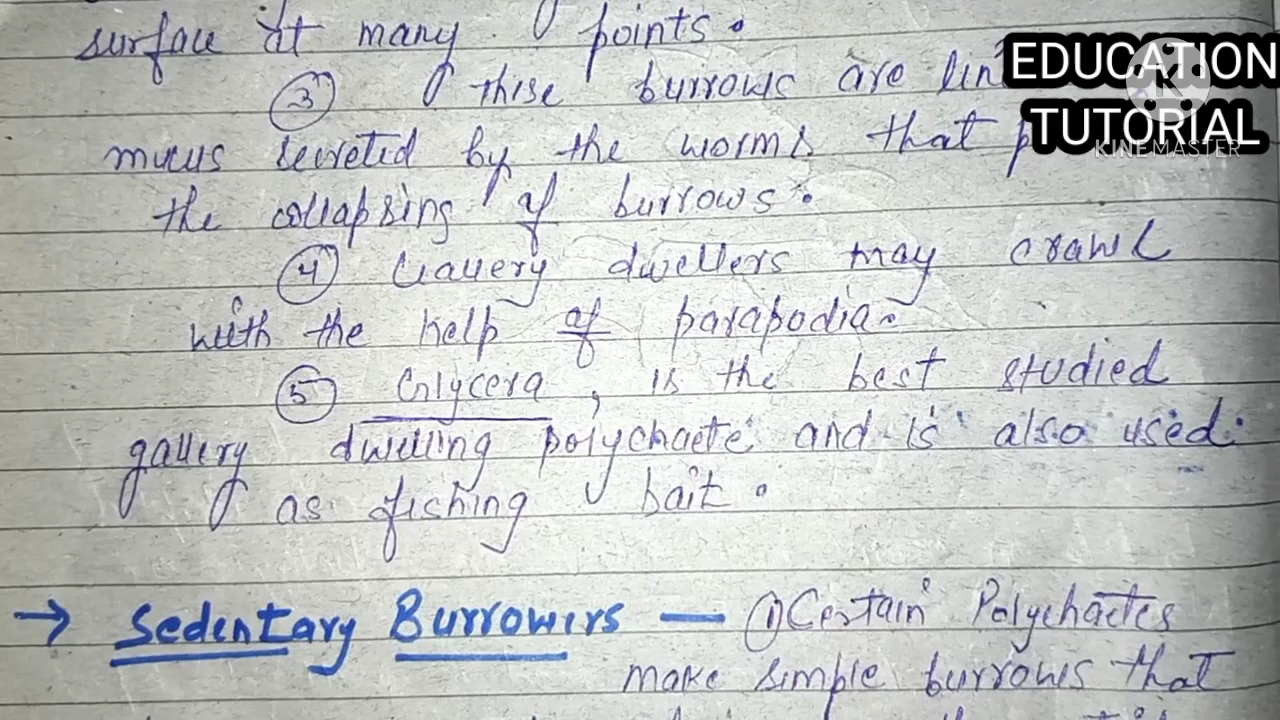 surface at many points.
③ these burrows are lin
mucus secreted by the worms that p
the collapsing of burrows.
④ Gallery dwellers may crawl
with the help of parapodia.
⑤ Glycera, is the best studied
gallery dwelling polychaete and is also used.
as fishing bait.
→ Sedentary Burrowers — ① Certain Polychaetes
make simple burrows that
EDUCATION
TUTORIAL
K
KINEMASTER